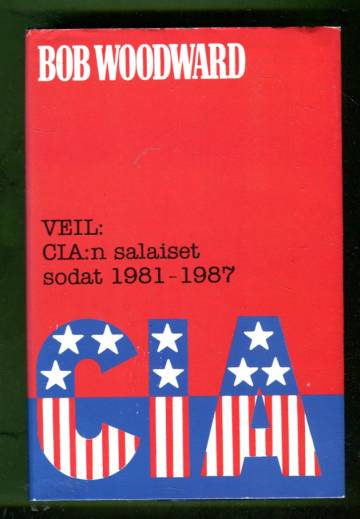 BOB WOODWARD
VEIL:
CIA:n salaiset
sodat 1981-1987
CIA